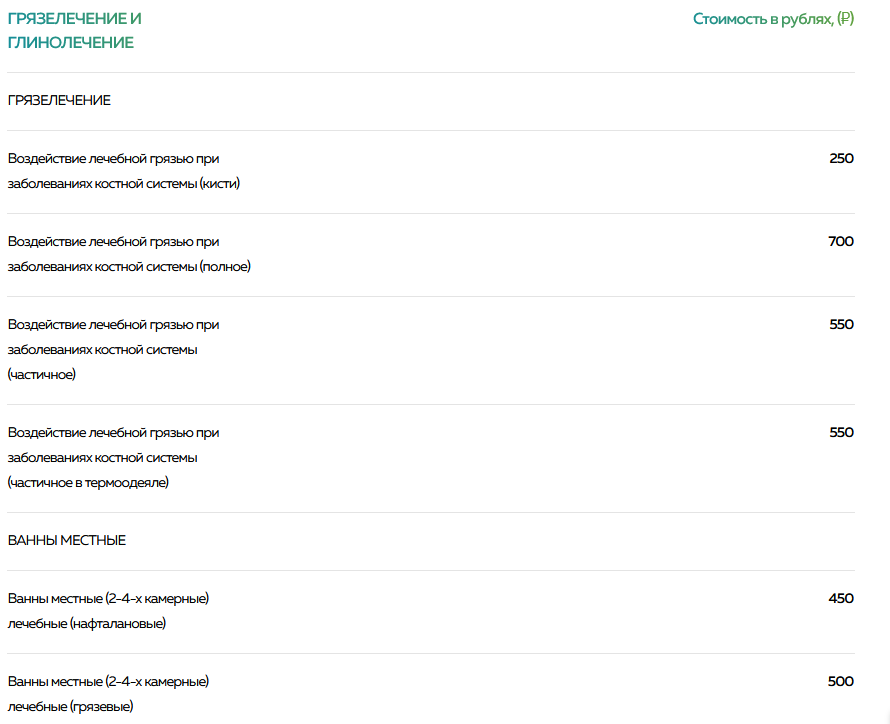 ГРЯЗЕЛЕЧЕНИЕ И
ГЛИНОЛЕЧЕНИЕ
Стоимость в рублях, (₽)
ГРЯЗЕЛЕЧЕНИЕ
Воздействие лечебной грязью при
заболеваниях костной системы (кисти)
250
Воздействие лечебной грязью при
заболеваниях костной системы (полное)
700
Воздействие лечебной грязью при
заболеваниях костной системы
(частичное)
550
Воздействие лечебной грязью при
заболеваниях костной системы
(частичное в термоодеяле)
550
ВАННЫ МЕСТНЫЕ
Ванны местные (2-4-х камерные)
лечебные (нафталановые)
450
Ванны местные (2-4-х камерные)
лечебные (грязевые)
500